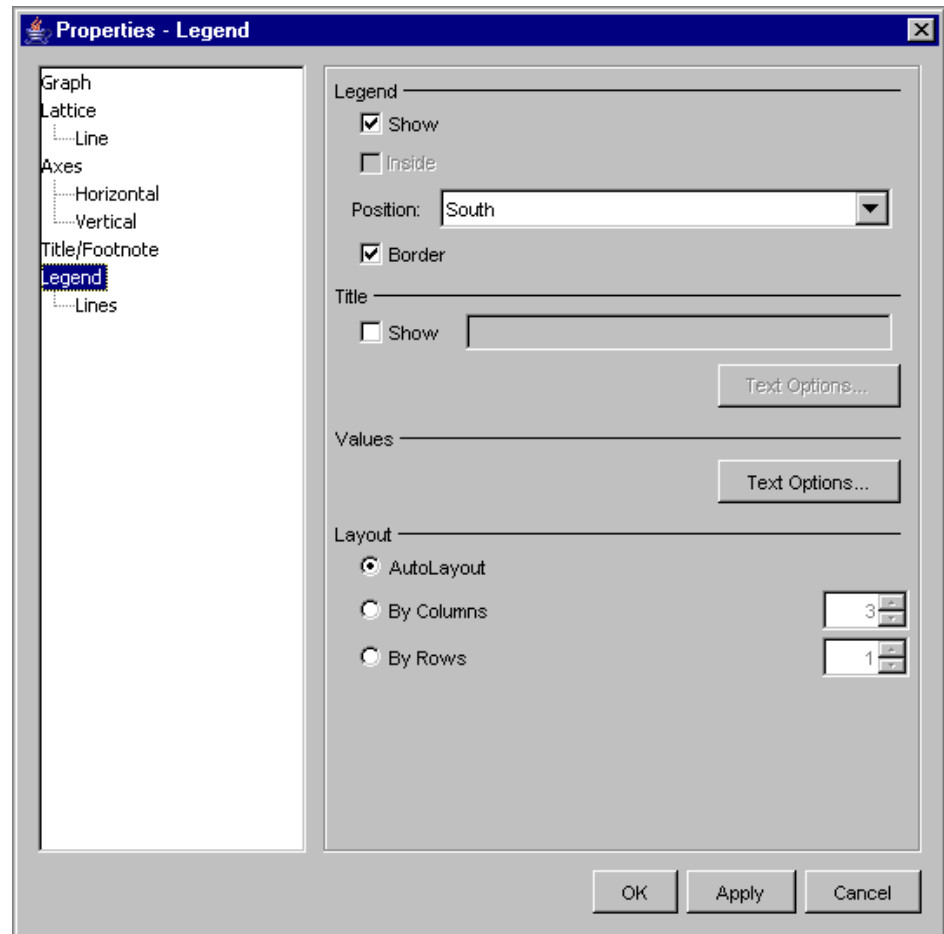 Properties - Legend
Graph
Lattice
Line
Axes
Horizontal
Vertical
Title/Footnote
Legend
Lines
Legend
Show
Inside
Position: South
Border
Title
Show
Text Options...
Values
Text Options...
Layout
AutoLayout
By Columns 3
By Rows 1
OK Apply Cancel